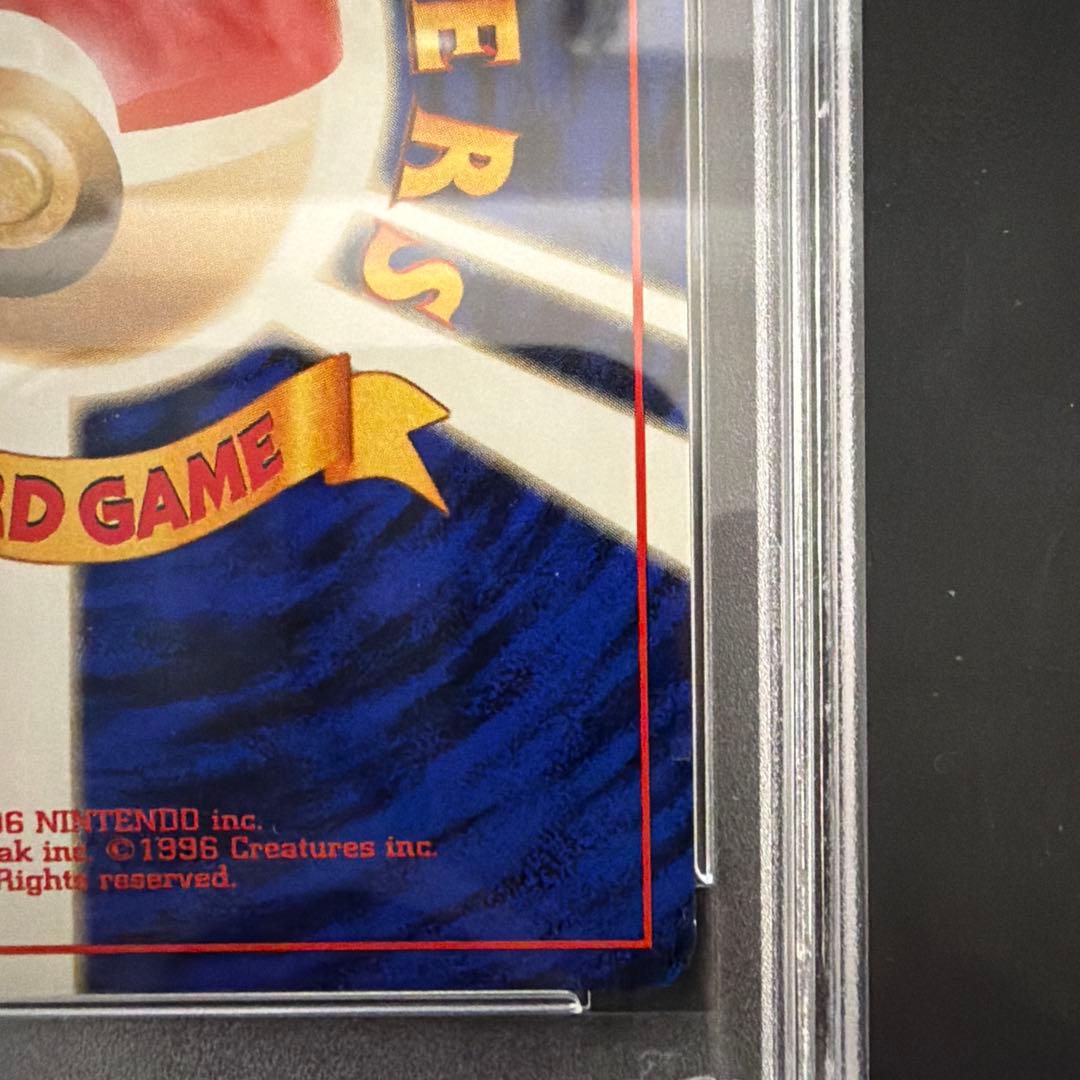 ERS
RD GAME
96 NINTENDO inc.
ak inc. ©1996 Creatures inc.
Rights reserved.